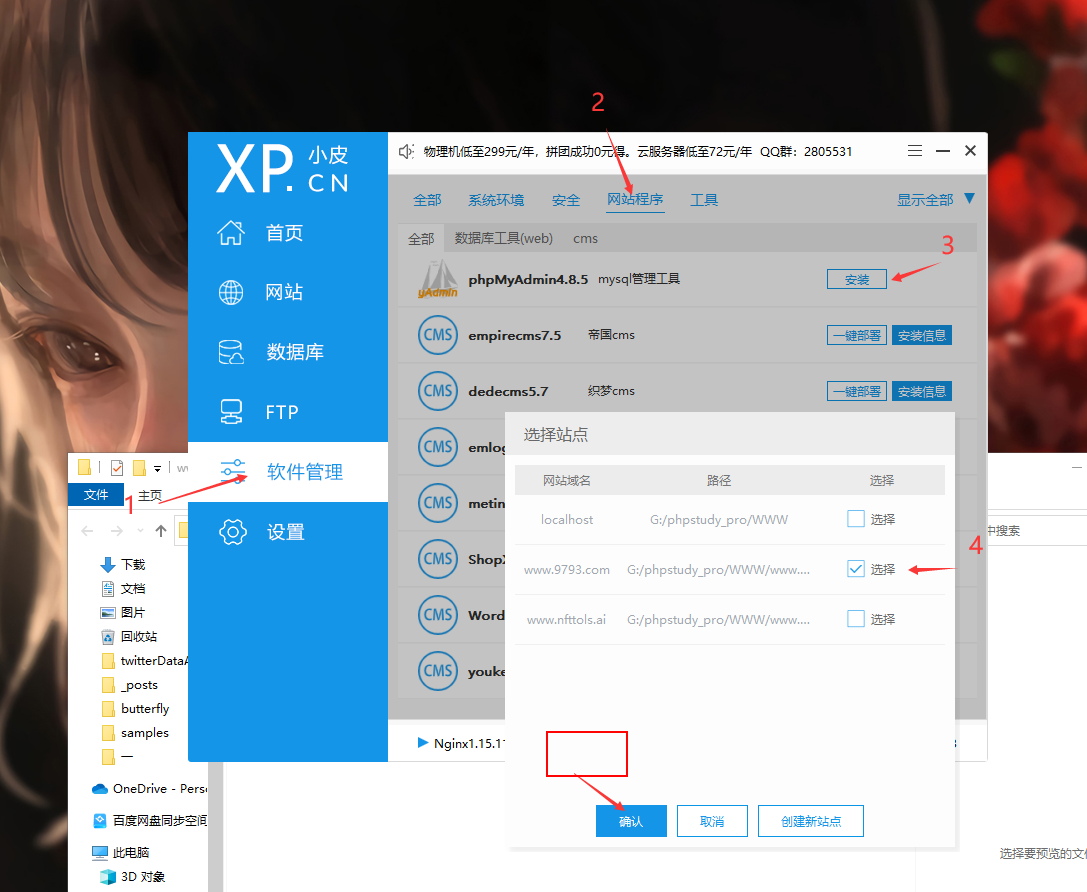 2
XP.小皮
CN
物理机低至299元/年，拼团成功0元得。云服务器低至72元/年 QQ群：2805531
全部 系统环境 安全 网站程序 工具 显示全部
全部 数据库工具(web) cms
3
首页
网站
数据库
FTP
软件管理
设置
phpMyAdmin4.8.5 mysql管理工具 安装
CMS empirecms7.5 帝国cms 一键部署 安装信息
CMS dedecms5.7 织梦cms 一键部署 安装信息
CMS emlog
CMS metin
CMS Shop
CMS Word
CMS youke
Nginx1.15.11
选择站点
网站域名 路径 选择
localhost G:/phpstudy_pro/WWW 选择
www.9793.com G:/phpstudy_pro/WWW/www.... 选择
www.nfttols.ai G:/phpstudy_pro/WWW/www.... 选择
4
确认 取消 创建新站点
文件 1 主页
下载
文档
图片
回收站
twitterData
_posts
butterfly
samples
一
OneDrive - Pers
百度网盘同步空间
此电脑
3D 对象
中搜索
选择要预览的文